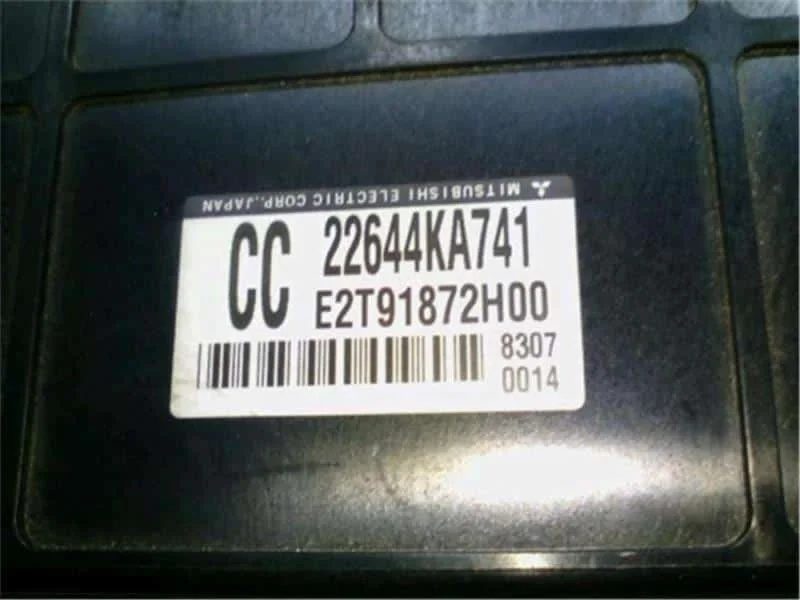 MITSUBISHI ELECTRIC CORP.,JAPAN
CC 22644KA741
E2T91872H00
8307
0014